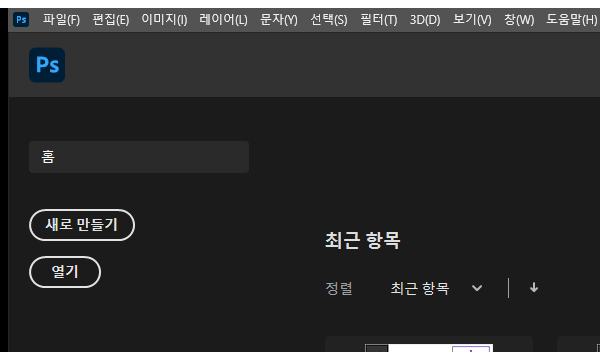 Ps 파일(F) 편집(E) 이미지(I) 레이어(L) 문자(Y) 선택(S) 필터(T) 3D(D) 보기(V) 창(W) 도움말(H)
Ps
홈
새로 만들기
열기
최근 항목
정렬 최근 항목